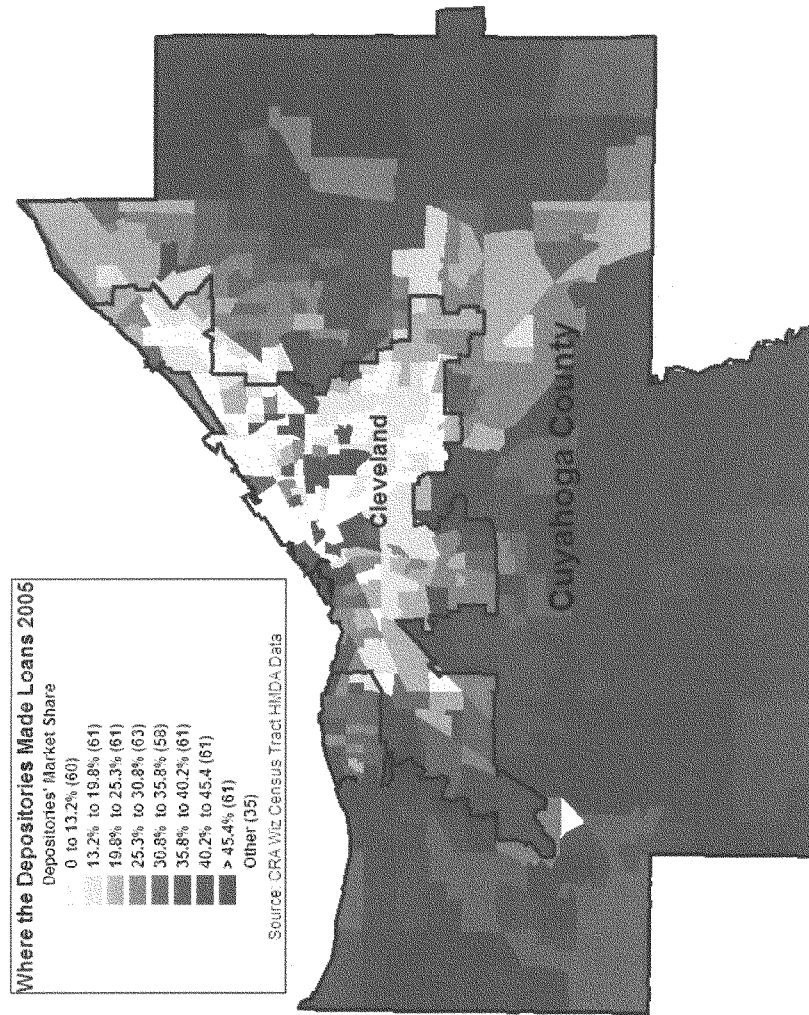 Where the Depositories Made Loans 2005
Depositories' Market Share
0 to 13.2% (60)
13.2% to 19.8% (61)
19.8% to 25.3% (61)
25.3% to 30.8% (63)
30.8% to 35.8% (58)
35.8% to 40.2% (61)
40.2% to 45.4 (61)
> 45.4% (61)
Other (35)
Source: CRA Wiz Census Tract HMDA Data
Cleveland
Cuyahoga County